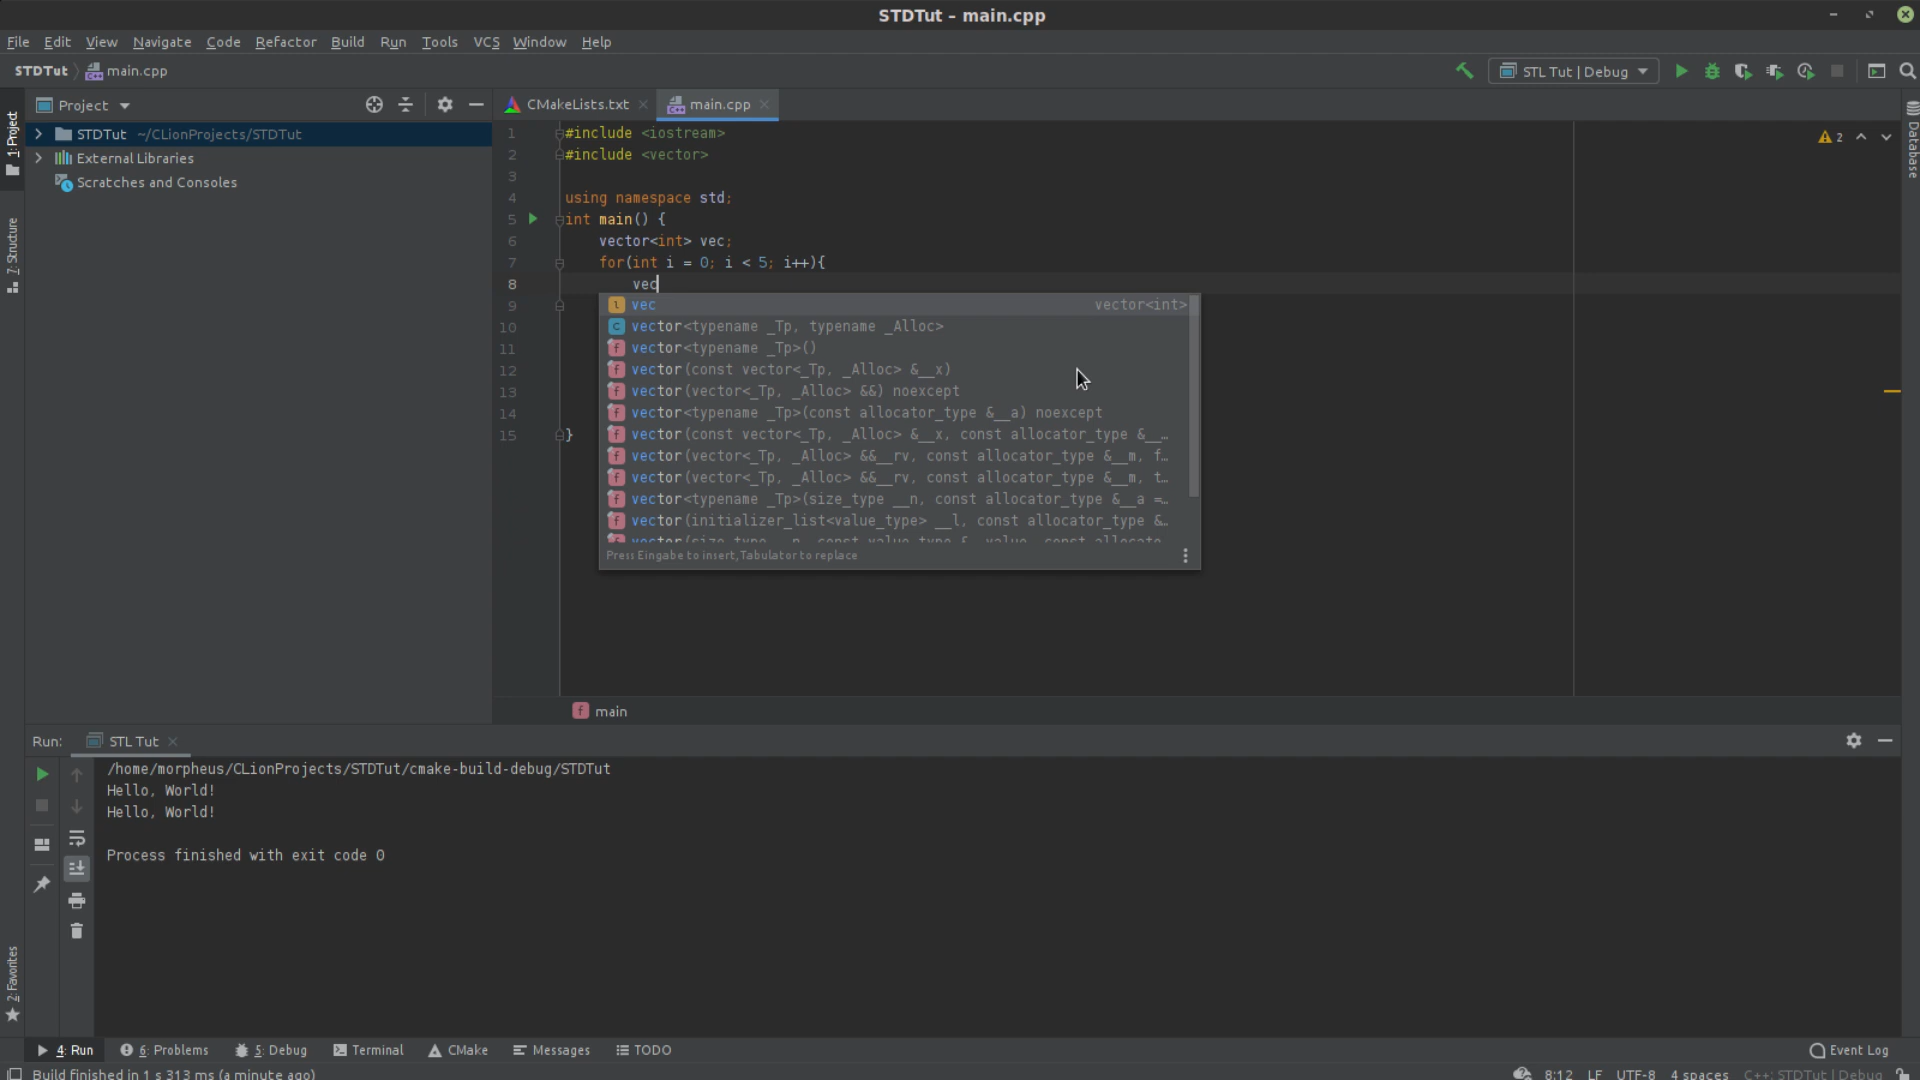 STDTut – main.cpp
File Edit View Navigate Code Refactor Build Run Tools VCS Window Help
STDTut main.cpp
STL Tut | Debug
Project
CMakeLists.txt
main.cpp
1: Project
7: Structure
2: Favorites
Database
STDTut ~/CLionProjects/STDTut
External Libraries
Scratches and Consoles
2
1 #include <iostream>
2 #include <vector>
3
4 using namespace std;
5 int main() {
6 vector<int> vec;
7 for(int i = 0; i < 5; i++){
8 vec
9
10
11
12
13
14
15 }
vec vector<int>
vector<typename _Tp, typename _Alloc>
vector<typename _Tp>()
vector(const vector<_Tp, _Alloc> &__x)
vector(vector<_Tp, _Alloc> &&) noexcept
vector<typename _Tp>(const allocator_type &__a) noexcept
vector(const vector<_Tp, _Alloc> &__x, const allocator_type &__…
vector(vector<_Tp, _Alloc> &&__rv, const allocator_type &__m, f…
vector(vector<_Tp, _Alloc> &&__rv, const allocator_type &__m, t…
vector<typename _Tp>(size_type __n, const allocator_type &__a =…
vector(initializer_list<value_type> __l, const allocator_type &…
vector(size_type __n, const value_type &__value, const allocato…
Press Eingabe to insert, Tabulator to replace
main
Run: STL Tut
/home/morpheus/CLionProjects/STDTut/cmake-build-debug/STDTut
Hello, World!
Hello, World!
Process finished with exit code 0
4: Run 6: Problems 5: Debug Terminal CMake Messages TODO Event Log
Build finished in 1 s 313 ms (a minute ago) 8:12 LF UTF-8 4 spaces C++: STDTut | Debug